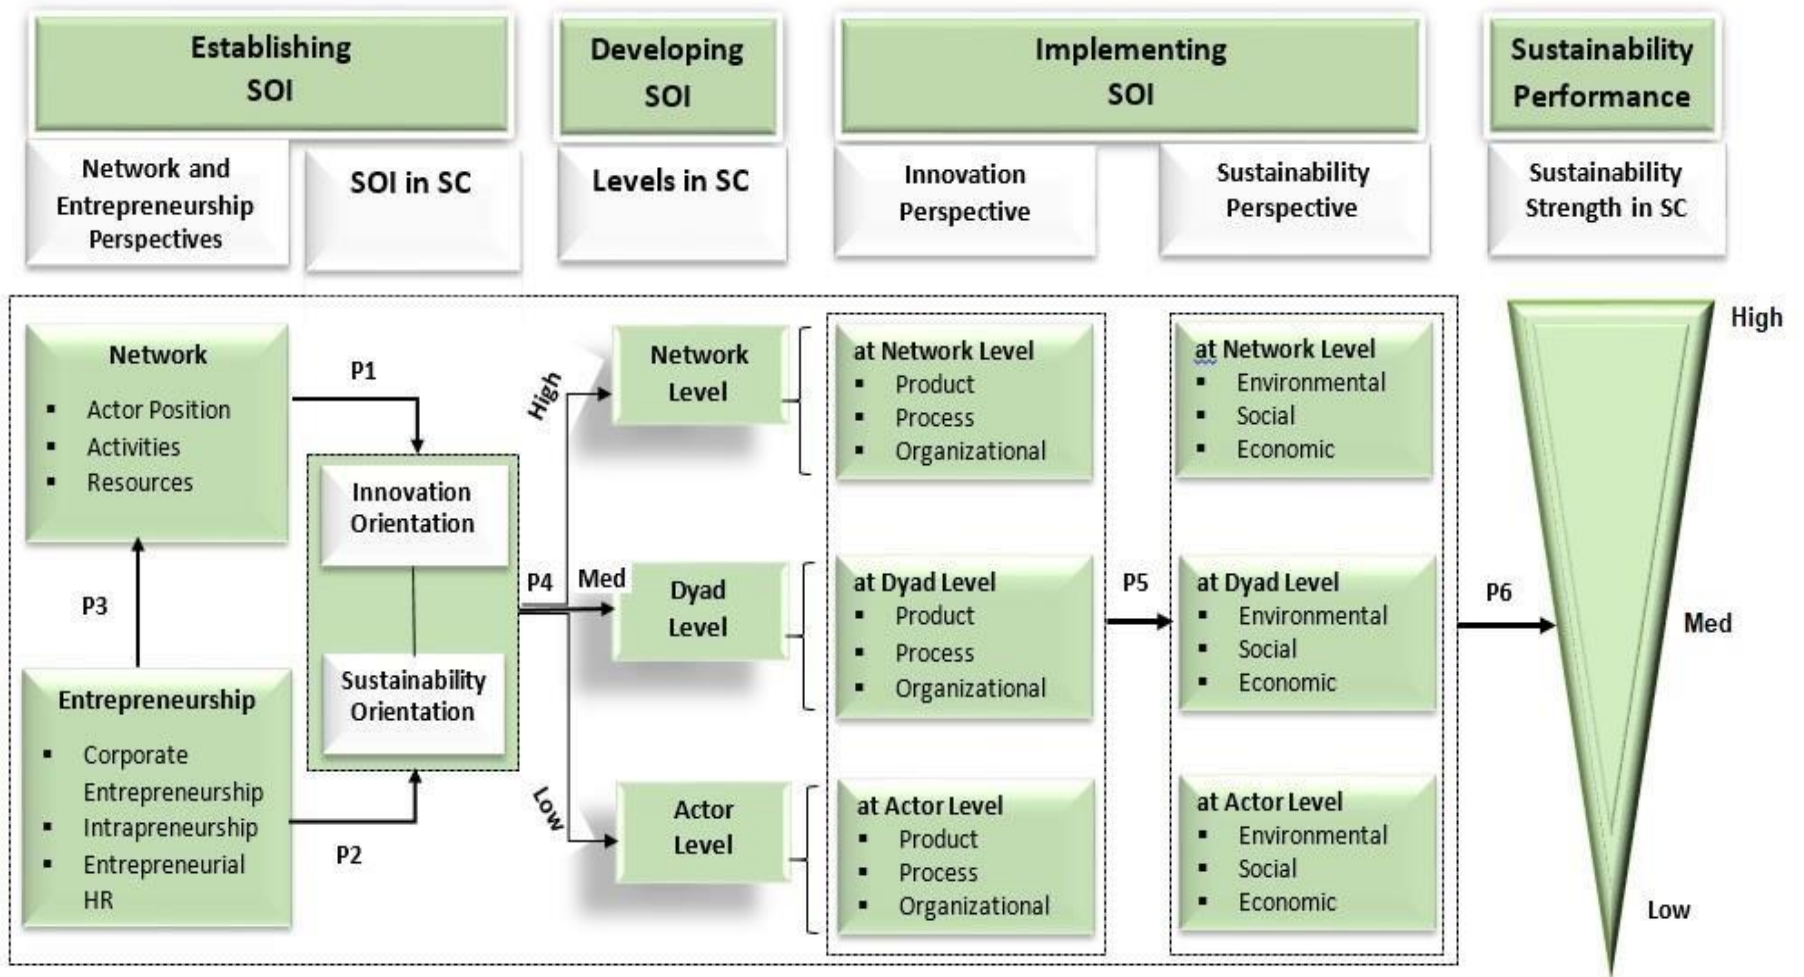 Establishing
SOI
Developing
SOI
Implementing
SOI
Sustainability
Performance
Network and
Entrepreneurship
Perspectives
SOI in SC
Levels in SC
Innovation
Perspective
Sustainability
Perspective
Sustainability
Strength in SC
Network
▪ Actor Position
▪ Activities
▪ Resources
P1
P3
Entrepreneurship
▪ Corporate
Entrepreneurship
▪ Intrapreneurship
▪ Entrepreneurial
HR
P2
Innovation
Orientation
Sustainability
Orientation
P4
High
Med
Low
Network
Level
Dyad
Level
Actor
Level
at Network Level
▪ Product
▪ Process
▪ Organizational
at Dyad Level
▪ Product
▪ Process
▪ Organizational
at Actor Level
▪ Product
▪ Process
▪ Organizational
P5
at Network Level
▪ Environmental
▪ Social
▪ Economic
at Dyad Level
▪ Environmental
▪ Social
▪ Economic
at Actor Level
▪ Environmental
▪ Social
▪ Economic
P6
High
Med
Low